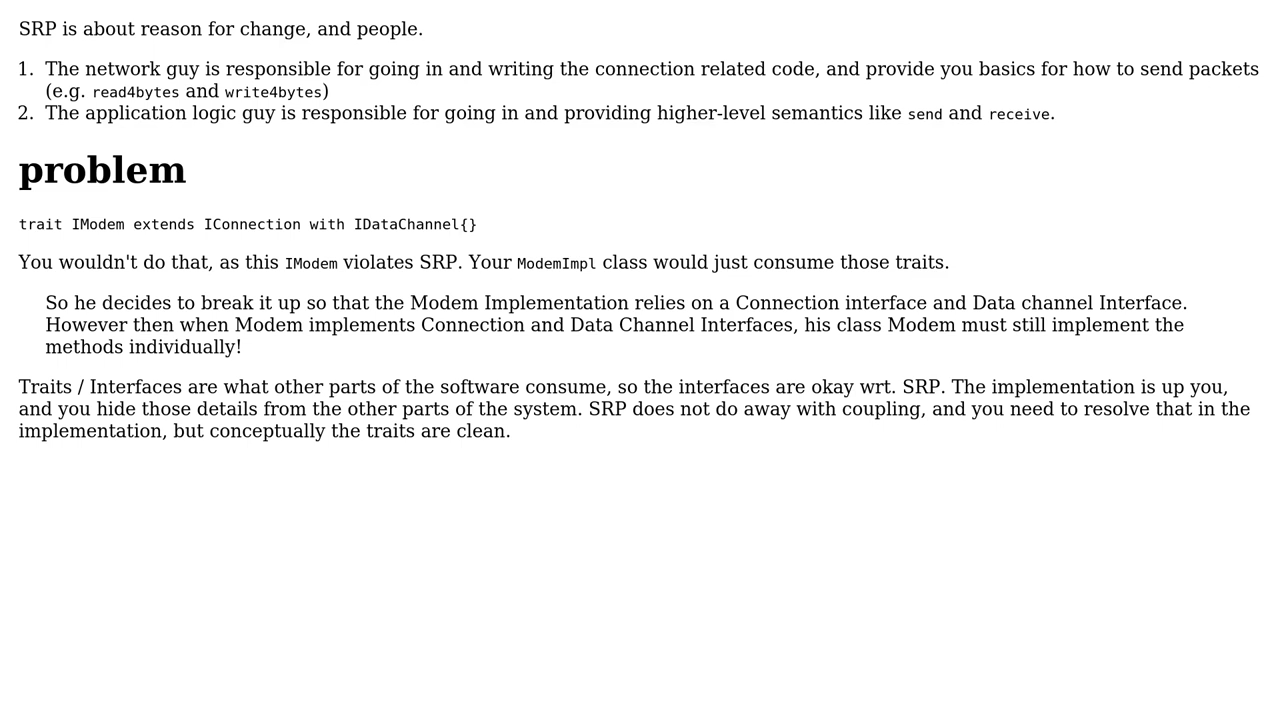 SRP is about reason for change, and people.
1. The network guy is responsible for going in and writing the connection related code, and provide you basics for how to send packets
(e.g. read4bytes and write4bytes)
2. The application logic guy is responsible for going in and providing higher-level semantics like send and receive.
problem
trait IModem extends IConnection with IDataChannel{}
You wouldn't do that, as this IModem violates SRP. Your ModemImpl class would just consume those traits.
So he decides to break it up so that the Modem Implementation relies on a Connection interface and Data channel Interface.
However then when Modem implements Connection and Data Channel Interfaces, his class Modem must still implement the
methods individually!
Traits / Interfaces are what other parts of the software consume, so the interfaces are okay wrt. SRP. The implementation is up you,
and you hide those details from the other parts of the system. SRP does not do away with coupling, and you need to resolve that in the
implementation, but conceptually the traits are clean.